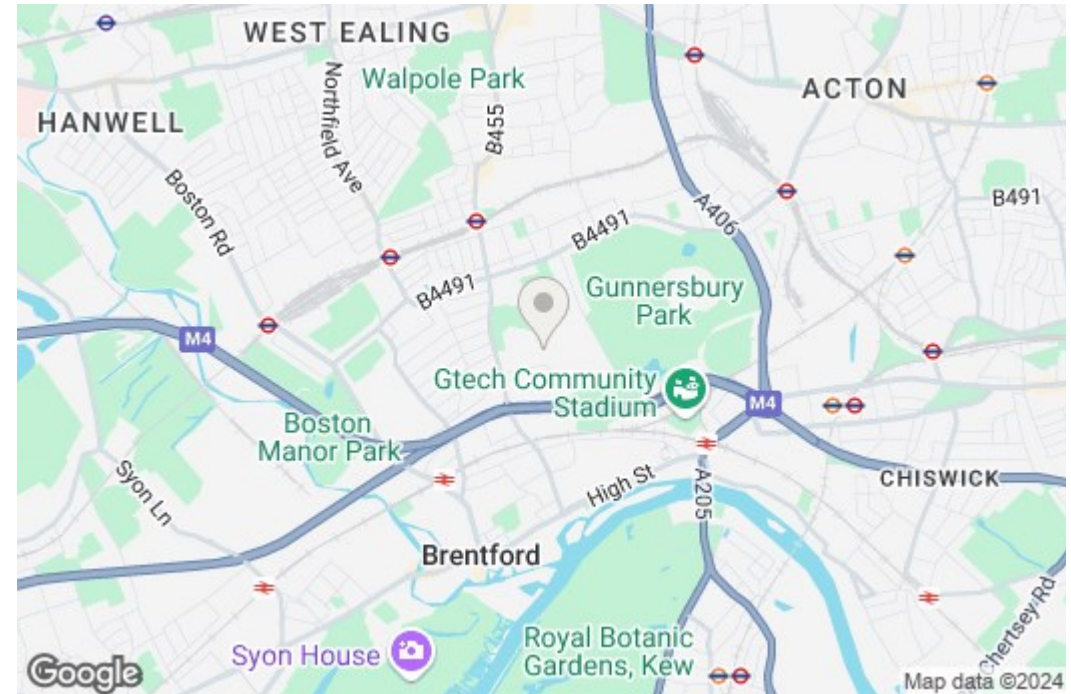 WEST EALING
Walpole Park
ACTON
HANWELL
Northfield Ave
B455
Boston Rd
B491
A406
B4491
B4491
Gunnersbury
Park
M4
Gtech Community
Stadium
M4
Boston
Manor Park
CHISWICK
Syon Ln
High St
A205
Brentford
Chertsey Rd
Syon House
Royal Botanic
Gardens, Kew
Google
Map data ©2024